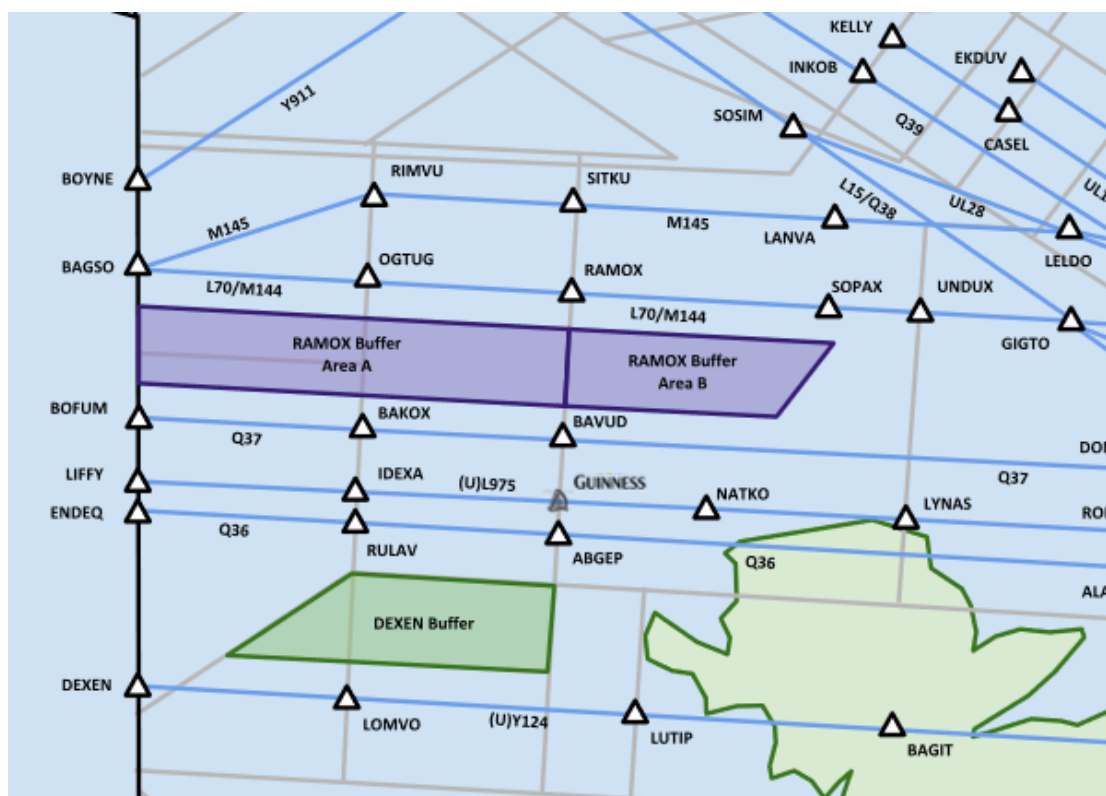 KELLY
INKOB
EKDUV
SOSIM
Q39
CASEL
Y911
BOYNE
RIMVU
SITKU
L15/Q38
UL28
M145
M145
LANVA
LELDO
BAGSO
OGTUG
RAMOX
SOPAX
UNDUX
L70/M144
L70/M144
GIGTO
RAMOX Buffer
Area A
RAMOX Buffer
Area B
BOFUM
BAKOX
BAVUD
Q37
Q37
LIFFY
IDEXA
(U)L975
GUINNESS
NATKO
LYNAS
ENDEQ
Q36
RULAV
ABGEP
Q36
DEXEN Buffer
DEXEN
LOMVO
(U)Y124
LUTIP
BAGIT